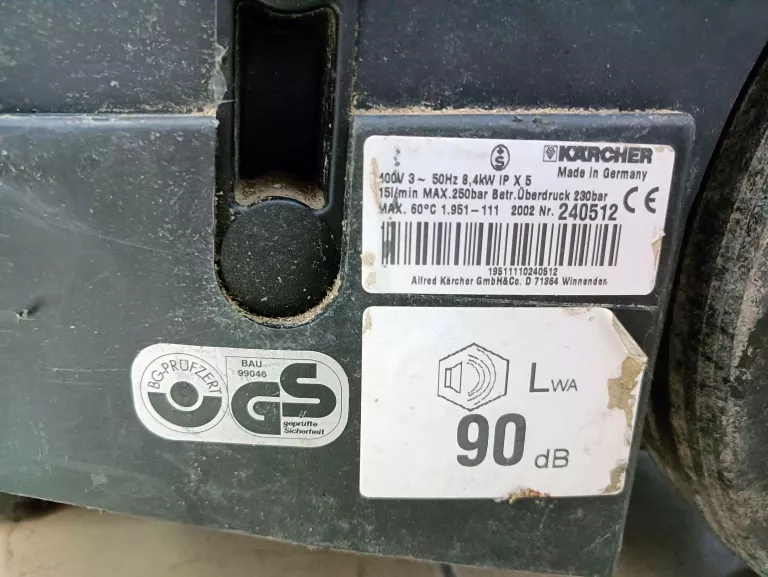 S
KÄRCHER
Made in Germany
400V 3~ 50Hz 8,4kW IP X 5
15l/min MAX.250bar Betr.Überdruck 230bar
MAX. 60°C 1.951-111 2002 Nr. 240512
CE
19511110240512
Alfred Kärcher GmbH&Co. D 71364 Winnenden
BG-PRÜFZERT
BAU
99046
GS
geprüfte
Sicherheit
LWA
90 dB